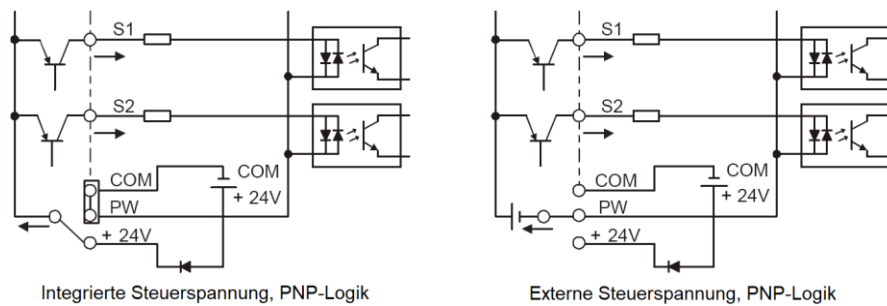 S1
S2
COM
COM
+ 24V
PW
+ 24V
Integrierte Steuerspannung, PNP-Logik
S1
S2
COM
COM
+ 24V
PW
+ 24V
Externe Steuerspannung, PNP-Logik